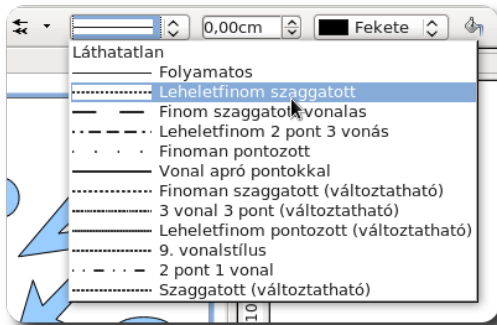 0,00cm Fekete
Láthatatlan
Folyamatos
Leheletfinom szaggatott
Finom szaggatott vonalas
Leheletfinom 2 pont 3 vonás
Finoman pontozott
Vonal apró pontokkal
Finoman szaggatott (változtatható)
3 vonal 3 pont (változtatható)
Leheletfinom pontozott (változtatható)
9. vonalstílus
2 pont 1 vonal
Szaggatott (változtatható)
10